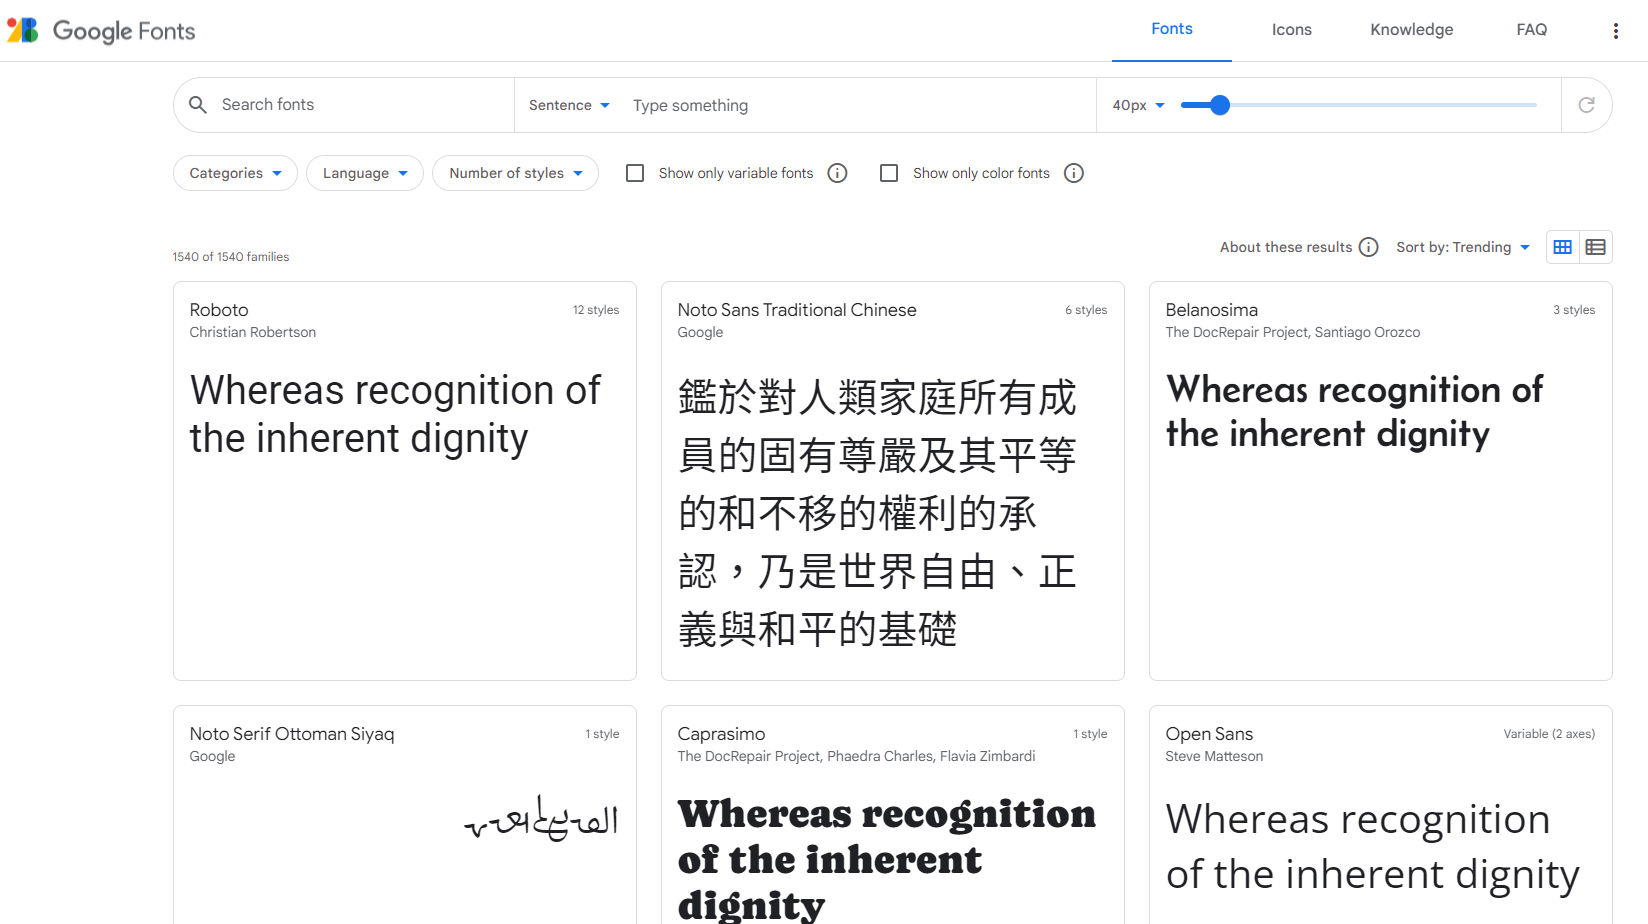 Google Fonts
Fonts
Icons
Knowledge
FAQ
Search fonts
Sentence
Type something
40px
Categories
Language
Number of styles
Show only variable fonts
Show only color fonts
1540 of 1540 families
About these results
Sort by: Trending
Roboto
12 styles
Christian Robertson
Whereas recognition of
the inherent dignity
Noto Sans Traditional Chinese
6 styles
Google
鑑於對人類家庭所有成
員的固有尊嚴及其平等
的和不移的權利的承
認，乃是世界自由、正
義與和平的基礎
Belanosima
3 styles
The DocRepair Project, Santiago Orozco
Whereas recognition of
the inherent dignity
Noto Serif Ottoman Siyaq
1 style
Google
Caprasimo
1 style
The DocRepair Project, Phaedra Charles, Flavia Zimbardi
Whereas recognition
of the inherent
dignity
Open Sans
Variable (2 axes)
Steve Matteson
Whereas recognition
of the inherent dignity